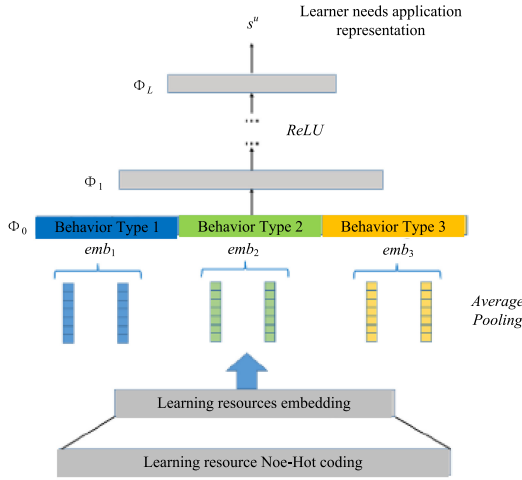 Learner needs application
representation
s^u
Φ_L
ReLU
Φ_1
Φ_0
Behavior Type 1
Behavior Type 2
Behavior Type 3
emb_1
emb_2
emb_3
Average
Pooling
Learning resources embedding
Learning resource Noe-Hot coding